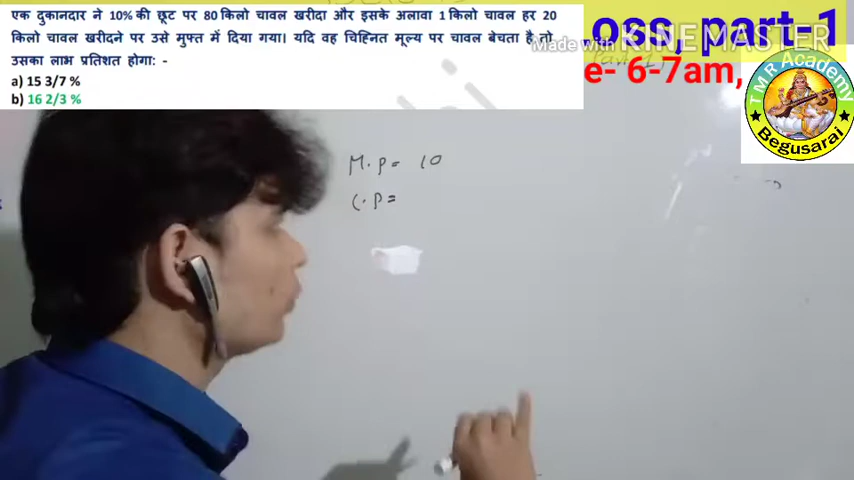 एक दुकानदार ने 10% की छूट पर 80 किलो चावल खरीदा और इसके अलावा 1 किलो चावल हर 20
किलो चावल खरीदने पर उसे मुफ्त में दिया गया। यदि वह चिह्नित मूल्य पर चावल बेचता है तो
उसका लाभ प्रतिशत होगा: -
a) 15 3/7 %
b) 16 2/3 %
oss, part-1
Made with KINEMASTER
e- 6-7am,
TMR Academy
Begusarai
M.P= 10
C.P=